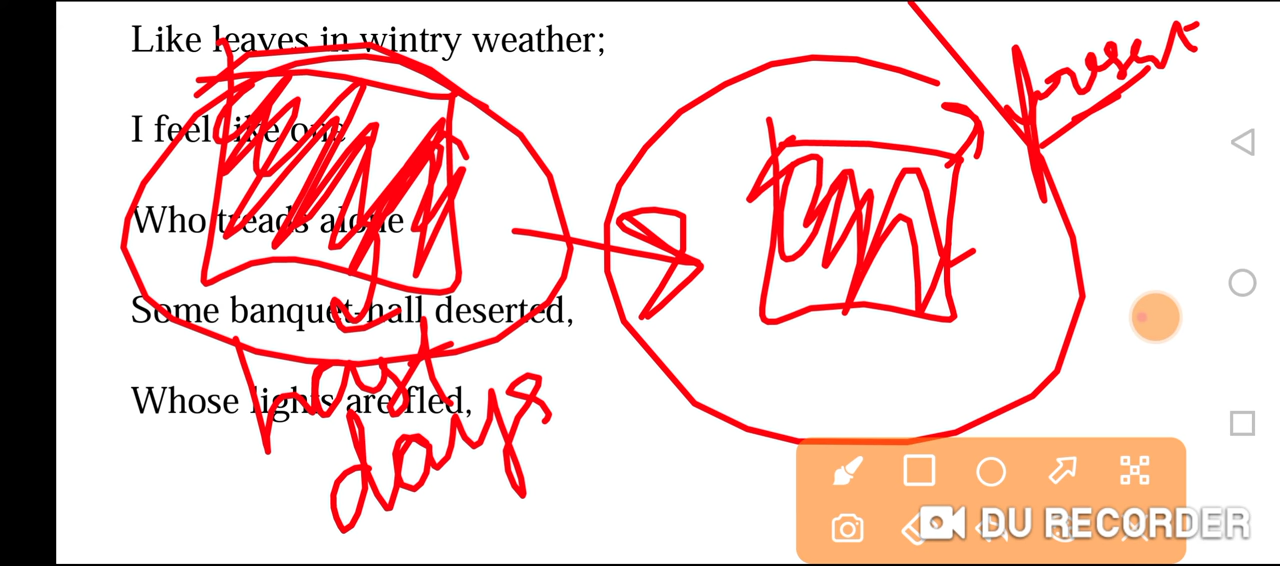 Like leaves in wintry weather;
present
I feel like one
Who treads alone
Some banquet-hall deserted,
past
Whose lights are fled,
days
DU RECORDER